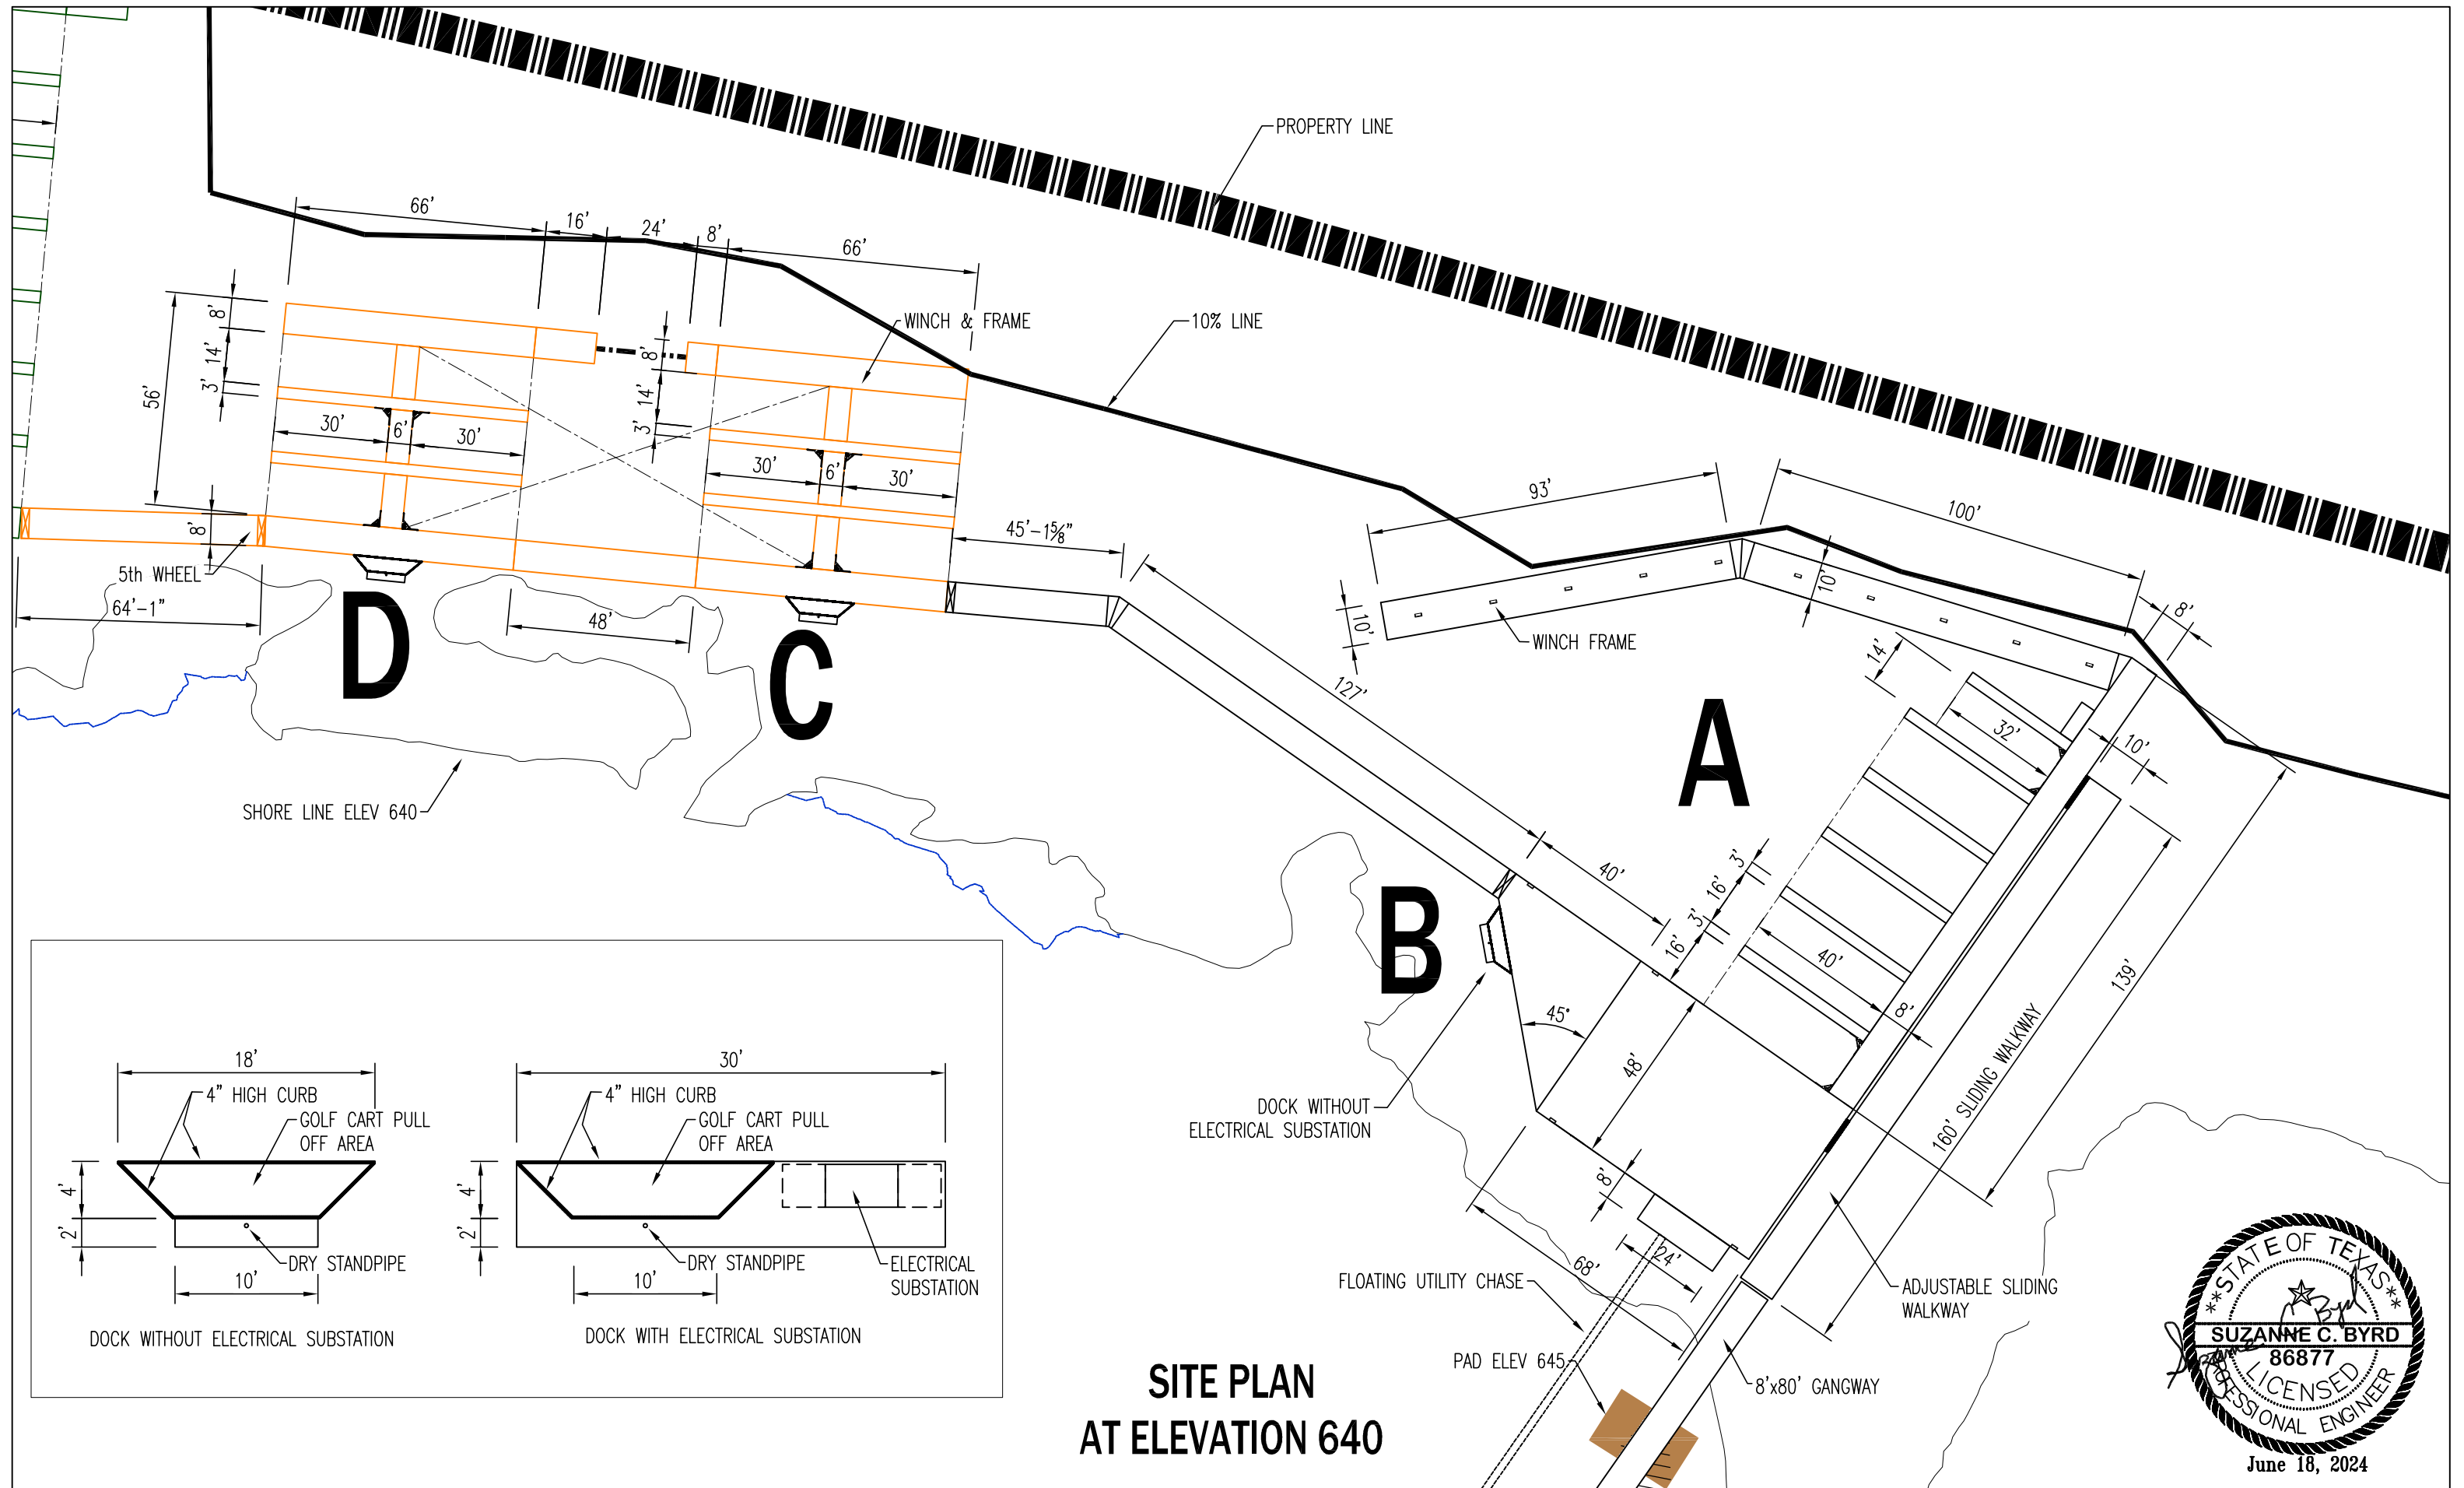 PROPERTY LINE
66'
16'
24'
8'
66'
WINCH & FRAME
10% LINE
56'
8'
14'
3'
8'
14'
3'
30'
6'
30'
30'
6'
30'
93'
100'
10'
10'
8'
45'-1⅝"
8'
5th WHEEL
64'-1"
D
48'
C
WINCH FRAME
127'
14'
A
32'
10'
SHORE LINE ELEV 640
40'
3'
16'
3'
16'
B
40'
139'
8'
45°
48'
160' SLIDING WALKWAY
DOCK WITHOUT
ELECTRICAL SUBSTATION
8'
68'
24'
FLOATING UTILITY CHASE
ADJUSTABLE SLIDING
WALKWAY
PAD ELEV 645
8'x80' GANGWAY
18'
4" HIGH CURB
GOLF CART PULL
OFF AREA
4'
2'
DRY STANDPIPE
10'
DOCK WITHOUT ELECTRICAL SUBSTATION
30'
4" HIGH CURB
GOLF CART PULL
OFF AREA
4'
2'
DRY STANDPIPE
ELECTRICAL
SUBSTATION
10'
DOCK WITH ELECTRICAL SUBSTATION
SITE PLAN
AT ELEVATION 640
**STATE OF TEXAS**
SUZANNE C. BYRD
86877
LICENSED
PROFESSIONAL ENGINEER
Suzanne C Byrd
June 18, 2024